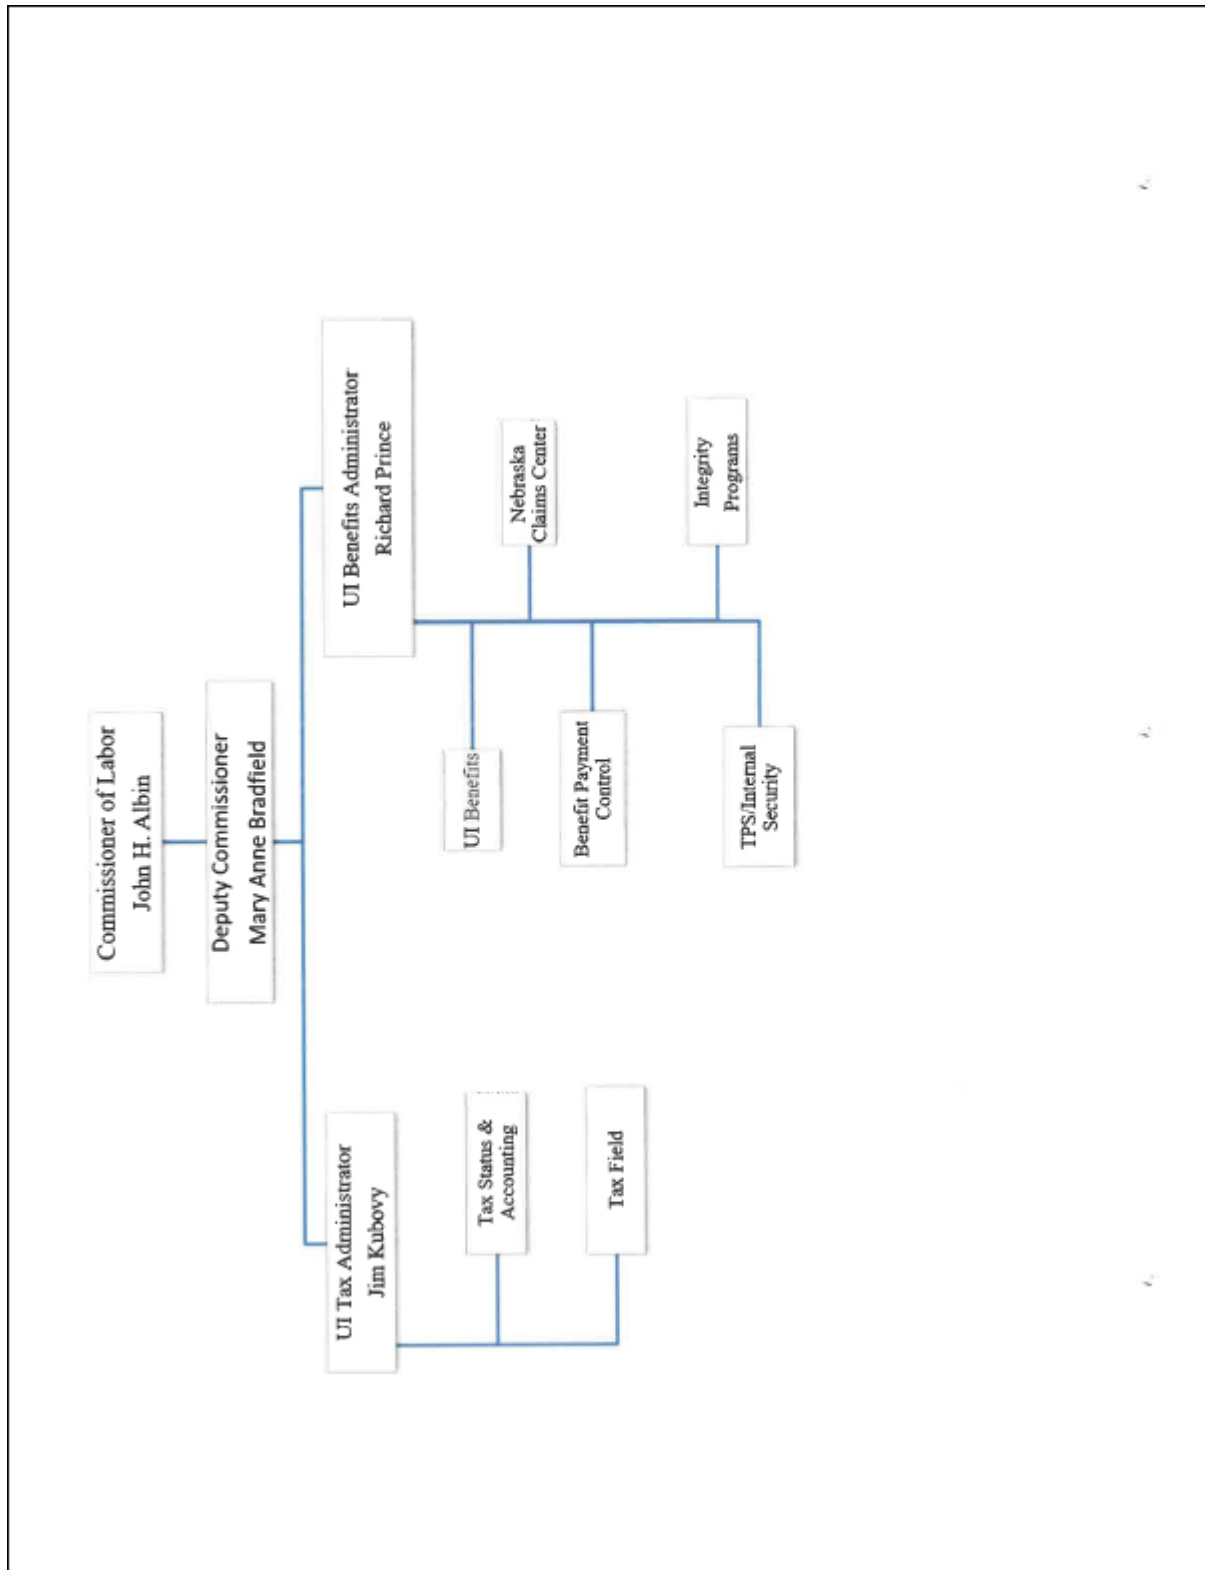 Commissioner of Labor
John H. Albin
Deputy Commissioner
Mary Anne Bradfield
UI Tax Administrator
Jim Kubovy
UI Benefits Administrator
Richard Prince
Tax Status &
Accounting
Tax Field
UI Benefits
Nebraska
Claims Center
Benefit Payment
Control
Integrity
Programs
TPS/Internal
Security